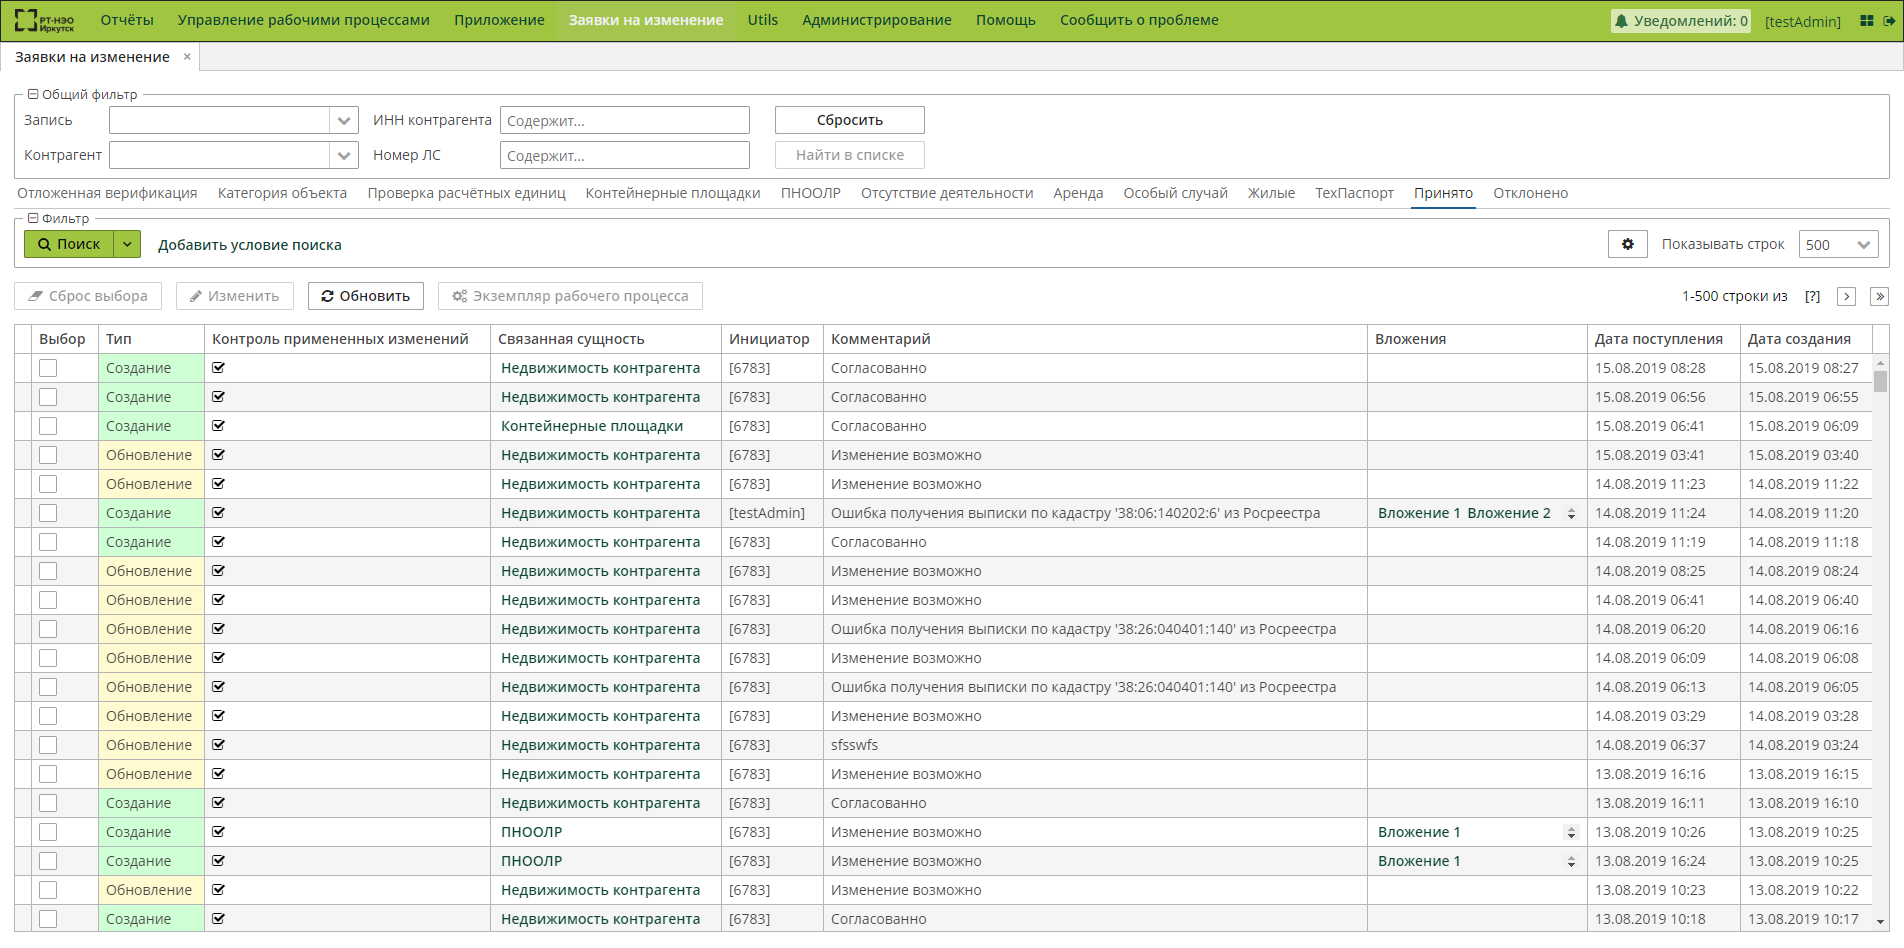 РТ-НЭО Иркутск Отчёты Управление рабочими процессами Приложение Заявки на изменение Utils Администрирование Помощь Сообщить о проблеме Уведомлений: 0 [testAdmin]
Заявки на изменение ×
Общий фильтр
Запись ИНН контрагента Содержит... Сбросить
Контрагент Номер ЛС Содержит... Найти в списке
Отложенная верификация Категория объекта Проверка расчётных единиц Контейнерные площадки ПНООЛР Отсутствие деятельности Аренда Особый случай Жилые ТехПаспорт Принято Отклонено
Фильтр
Поиск Добавить условие поиска Показывать строк 500
Сброс выбора Изменить Обновить Экземпляр рабочего процесса 1-500 строки из [?] > »
Выбор Тип Контроль примененных изменений Связанная сущность Инициатор Комментарий Вложения Дата поступления Дата создания
Создание Недвижимость контрагента [6783] Согласованно 15.08.2019 08:28 15.08.2019 08:27
Создание Недвижимость контрагента [6783] Согласованно 15.08.2019 06:56 15.08.2019 06:55
Создание Контейнерные площадки [6783] Согласованно 15.08.2019 06:41 15.08.2019 06:09
Обновление Недвижимость контрагента [6783] Изменение возможно 15.08.2019 03:41 15.08.2019 03:40
Обновление Недвижимость контрагента [6783] Изменение возможно 14.08.2019 11:23 14.08.2019 11:22
Создание Недвижимость контрагента [testAdmin] Ошибка получения выписки по кадастру '38:06:140202:6' из Росреестра Вложение 1 Вложение 2 14.08.2019 11:24 14.08.2019 11:20
Создание Недвижимость контрагента [6783] Согласованно 14.08.2019 11:19 14.08.2019 11:18
Обновление Недвижимость контрагента [6783] Изменение возможно 14.08.2019 08:25 14.08.2019 08:24
Обновление Недвижимость контрагента [6783] Изменение возможно 14.08.2019 06:41 14.08.2019 06:40
Обновление Недвижимость контрагента [6783] Ошибка получения выписки по кадастру '38:26:040401:140' из Росреестра 14.08.2019 06:20 14.08.2019 06:16
Обновление Недвижимость контрагента [6783] Изменение возможно 14.08.2019 06:09 14.08.2019 06:08
Обновление Недвижимость контрагента [6783] Ошибка получения выписки по кадастру '38:26:040401:140' из Росреестра 14.08.2019 06:13 14.08.2019 06:05
Обновление Недвижимость контрагента [6783] Изменение возможно 14.08.2019 03:29 14.08.2019 03:28
Обновление Недвижимость контрагента [6783] sfsswfs 14.08.2019 06:37 14.08.2019 03:24
Обновление Недвижимость контрагента [6783] Изменение возможно 13.08.2019 16:16 13.08.2019 16:15
Создание Недвижимость контрагента [6783] Согласованно 13.08.2019 16:11 13.08.2019 16:10
Создание ПНООЛР [6783] Изменение возможно Вложение 1 13.08.2019 10:26 13.08.2019 10:25
Создание ПНООЛР [6783] Изменение возможно Вложение 1 13.08.2019 16:24 13.08.2019 10:25
Обновление Недвижимость контрагента [6783] Изменение возможно 13.08.2019 10:23 13.08.2019 10:22
Создание Недвижимость контрагента [6783] Согласованно 13.08.2019 10:18 13.08.2019 10:17